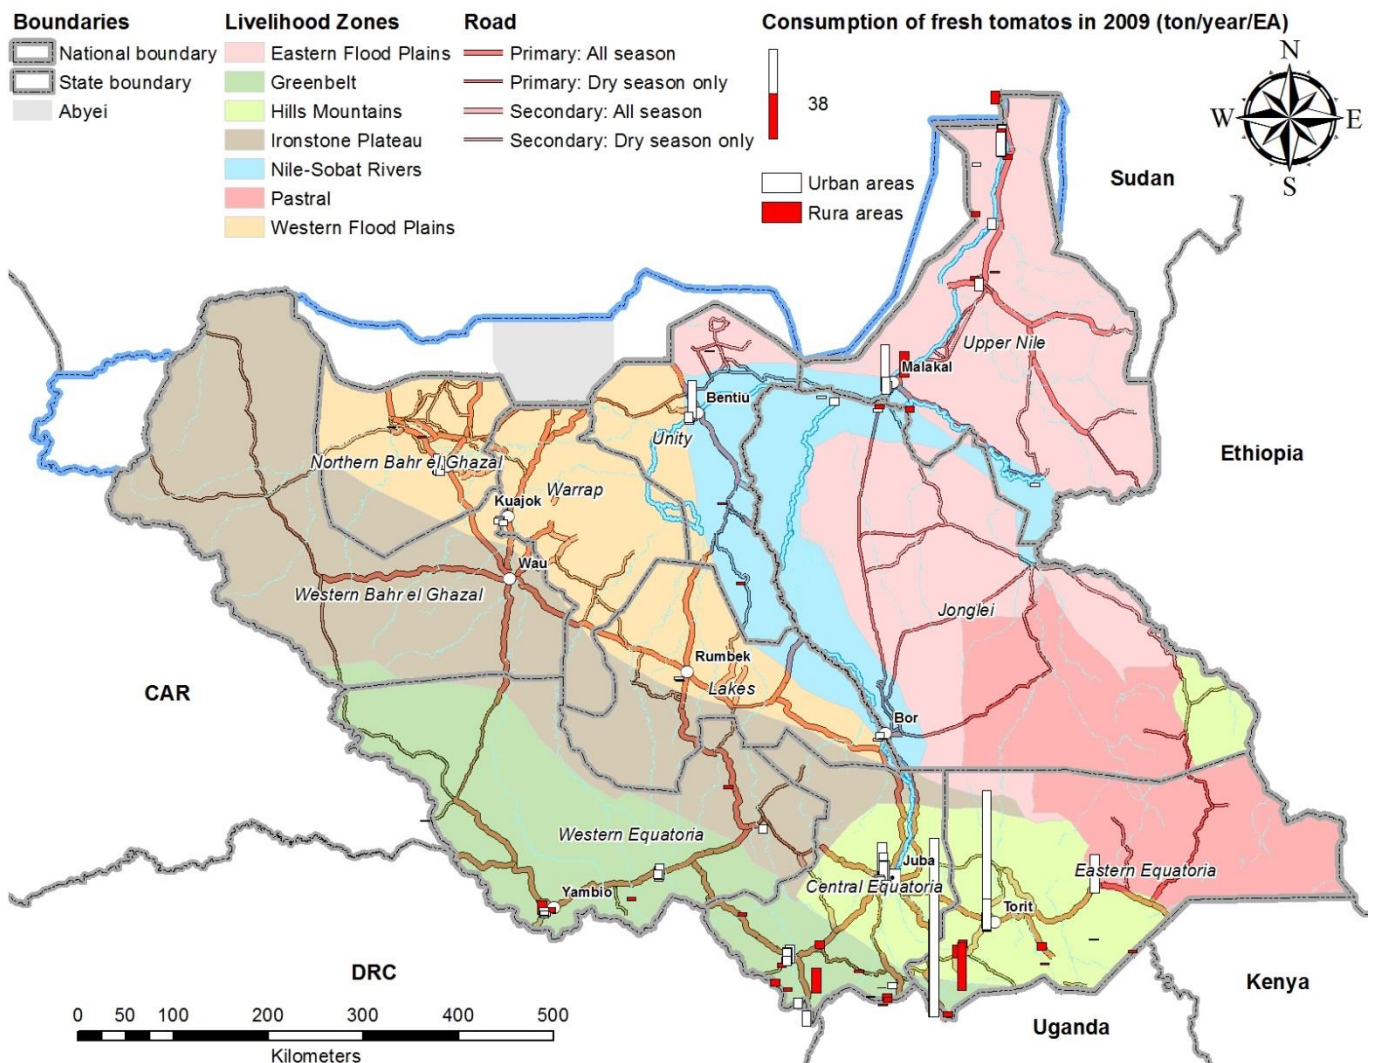 Boundaries
National boundary
State boundary
Abyei
Livelihood Zones
Eastern Flood Plains
Greenbelt
Hills Mountains
Ironstone Plateau
Nile-Sobat Rivers
Pastral
Western Flood Plains
Road
Primary: All season
Primary: Dry season only
Secondary: All season
Secondary: Dry season only
Consumption of fresh tomatos in 2009 (ton/year/EA)
38
Urban areas
Rura areas
N
W E
S
Sudan
Upper Nile
Malakal
Bentiu
Unity
Ethiopia
Northern Bahr el Ghazal
Warrap
Kuajok
Wau
Western Bahr el Ghazal
Jonglei
Rumbek
Lakes
CAR
Bor
Western Equatoria
Juba
Central Equatoria
Eastern Equatoria
Yambio
Torit
DRC
Kenya
Uganda
0 50 100 200 300 400 500
Kilometers